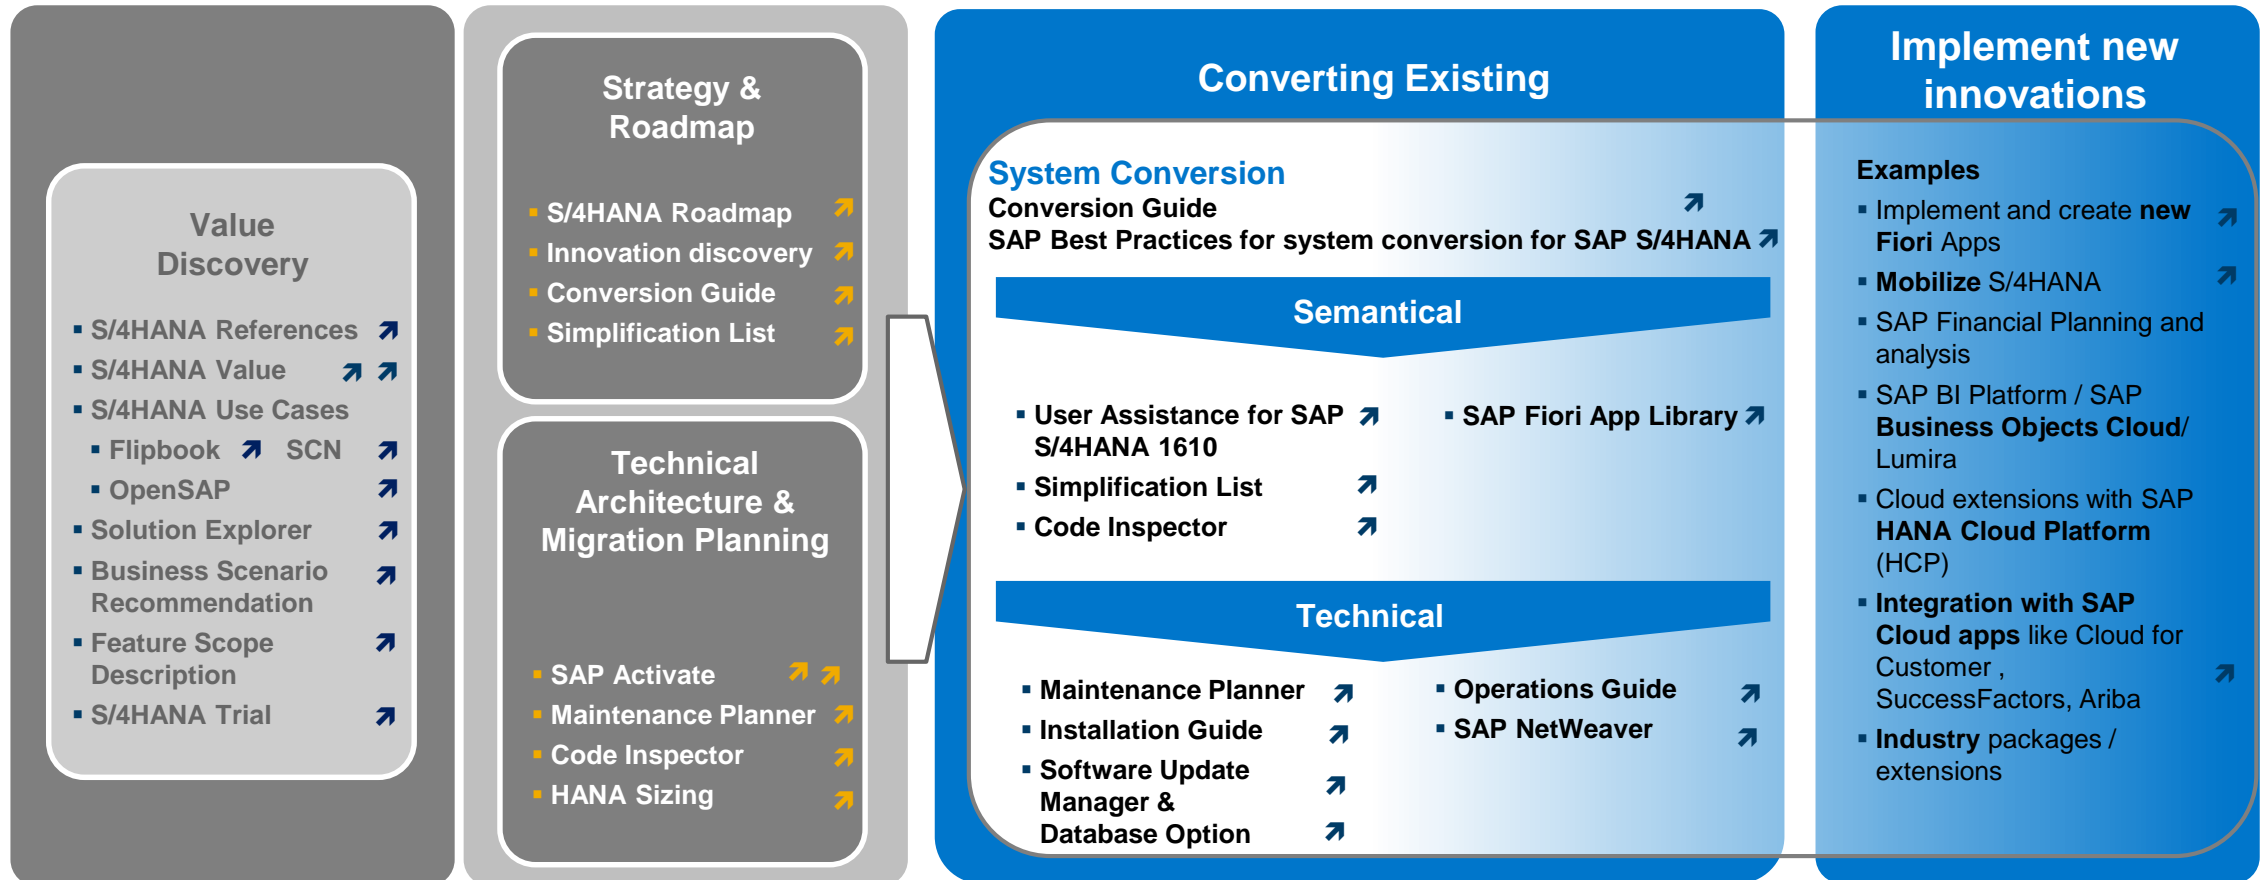 Value
Discovery
S/4HANA References
S/4HANA Value
S/4HANA Use Cases
Flipbook SCN
OpenSAP
Solution Explorer
Business Scenario
Recommendation
Feature Scope
Description
S/4HANA Trial
Strategy &
Roadmap
S/4HANA Roadmap
Innovation discovery
Conversion Guide
Simplification List
Technical
Architecture &
Migration Planning
SAP Activate
Maintenance Planner
Code Inspector
HANA Sizing
Converting Existing
System Conversion
Conversion Guide
SAP Best Practices for system conversion for SAP S/4HANA
Semantical
User Assistance for SAP
S/4HANA 1610
Simplification List
Code Inspector
SAP Fiori App Library
Technical
Maintenance Planner
Installation Guide
Software Update
Manager &
Database Option
Operations Guide
SAP NetWeaver
Implement new
innovations
Examples
Implement and create new
Fiori Apps
Mobilize S/4HANA
SAP Financial Planning and
analysis
SAP BI Platform / SAP
Business Objects Cloud/
Lumira
Cloud extensions with SAP
HANA Cloud Platform
(HCP)
Integration with SAP
Cloud apps like Cloud for
Customer ,
SuccessFactors, Ariba
Industry packages /
extensions